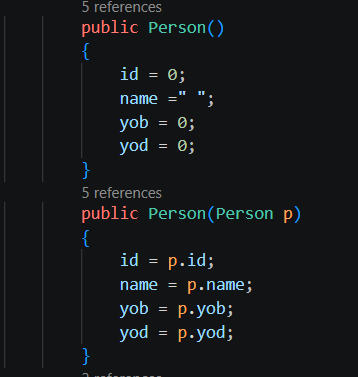 5 references
public Person()
{
id = 0;
name =" ";
yob = 0;
yod = 0;
}
5 references
public Person(Person p)
{
id = p.id;
name = p.name;
yob = p.yob;
yod = p.yod;
}